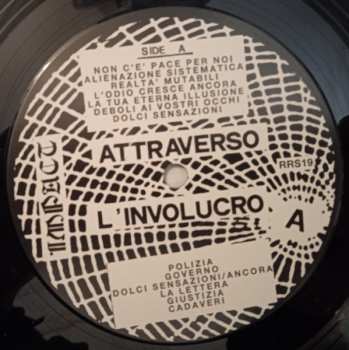 SIDE A
NON C'E' PACE PER NOI
ALIENAZIONE SISTEMATICA
REALTA' MUTABILI
L'ODIO CRESCE ANCORA
LA TUA ETERNA ILLUSIONE
DEBOLI AI VOSTRI OCCHI
DOLCI SENSAZIONI
IMPACT
ATTRAVERSO
RRS19
L'INVOLUCRO
A
POLIZIA
GOVERNO
DOLCI SENSAZIONI/ANCORA
LA LETTERA
GIUSTIZIA
CADAVERI